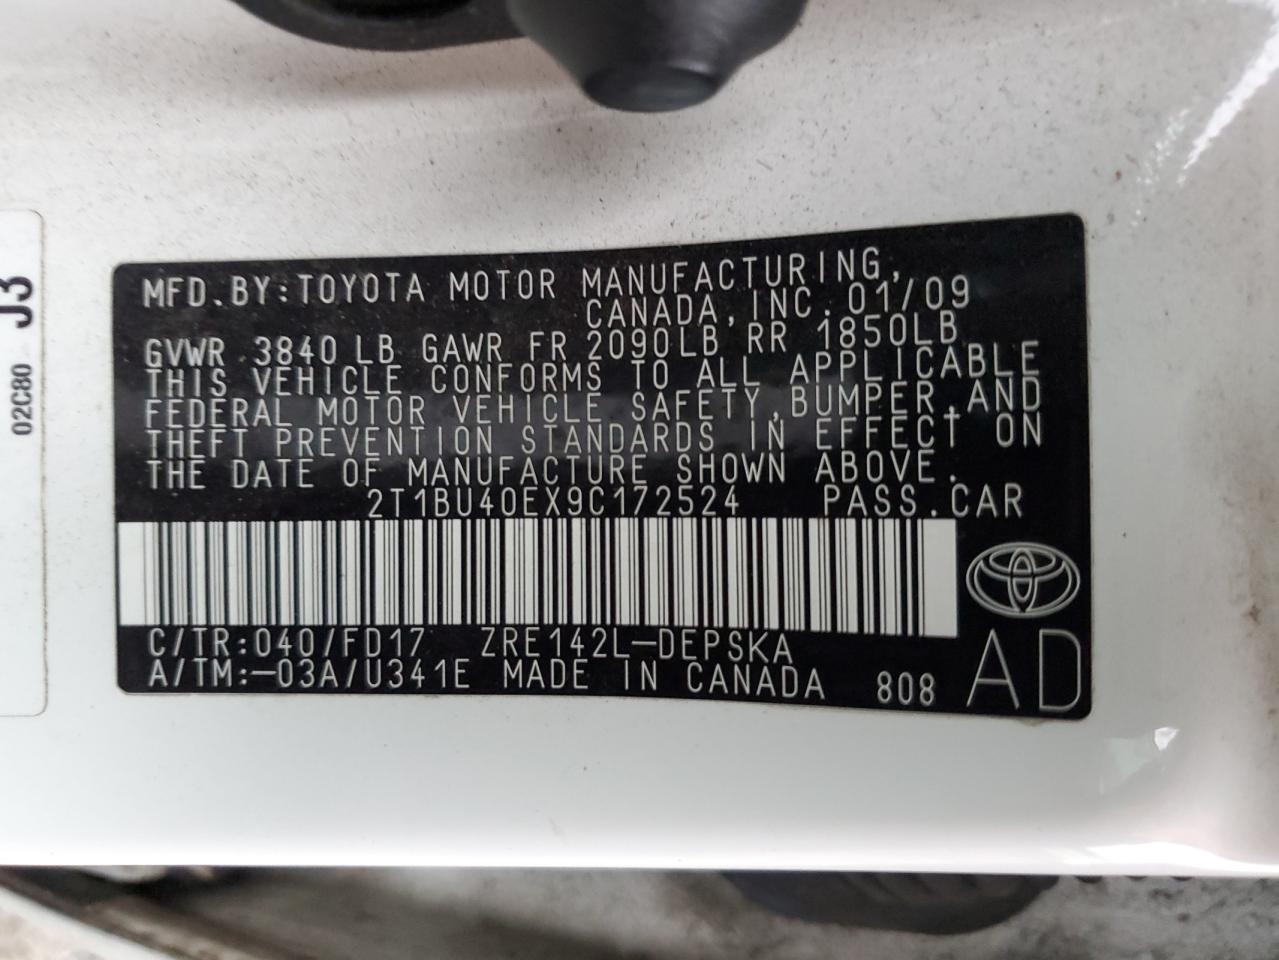 J3
02C80
MFD.BY:TOYOTA MOTOR MANUFACTURING,
CANADA,INC.01/09
GVWR 3840 LB GAWR FR 2090LB RR 1850LB
THIS VEHICLE CONFORMS TO ALL APPLICABLE
FEDERAL MOTOR VEHICLE SAFETY,BUMPER,AND
THEFT PREVENTION STANDARDS IN EFFECT ON
THE DATE OF MANUFACTURE SHOWN ABOVE.
2T1BU40EX9C172524 PASS.CAR
C/TR:040/FD17 ZRE142L-DEPSKA
A/TM:-03A/U341E MADE IN CANADA 808
AD